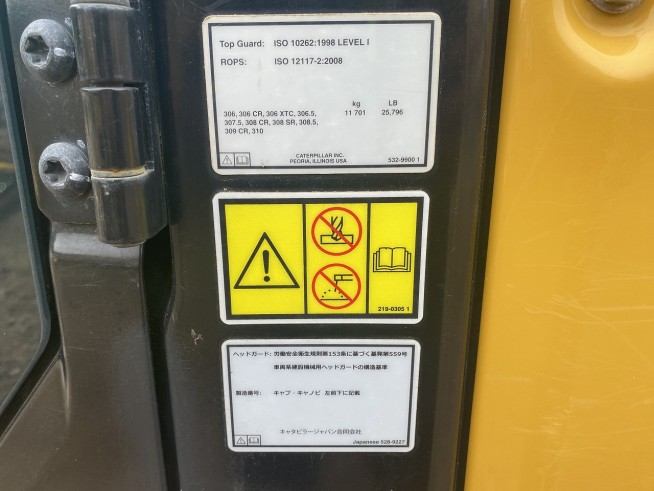 Top Guard: ISO 10262:1998 LEVEL I
ROPS: ISO 12117-2:2008
kg LB
306, 306 CR, 306 XTC, 306.5, 11 701 25,796
307.5, 308 CR, 308 SR, 308.5,
309 CR, 310
CATERPILLAR INC.
PEORIA, ILLINOIS USA
532-9900 1
219-0305 1
ヘッドガード: 労働安全衛生規則第153条に基づく基発第559号
車両系建設機械用ヘッドガードの構造基準
製造番号: キャブ・キャノピ 左前下に記載
キャタピラージャパン合同会社
Japanese 528-9227